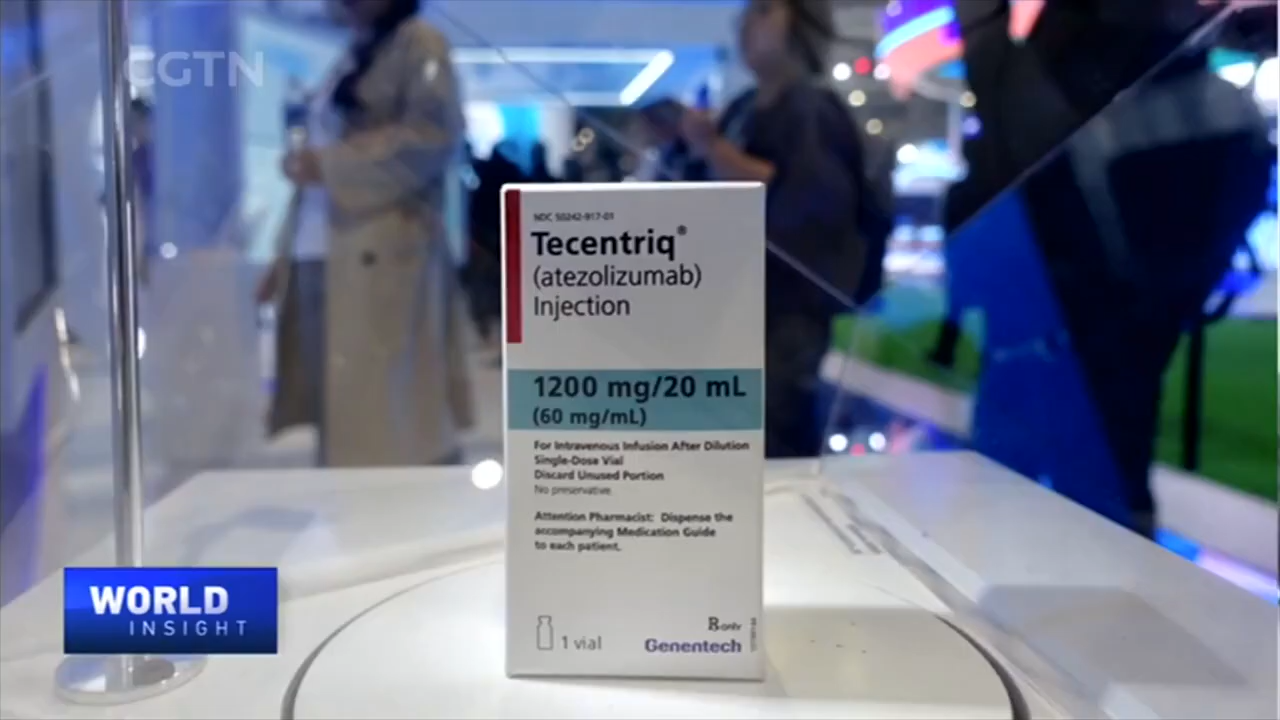 CGTN
NDC 50242-917-01
Tecentriq®
(atezolizumab)
Injection
1200 mg/20 mL
(60 mg/mL)
For Intravenous Infusion After Dilution
Single-Dose Vial
Discard Unused Portion
No preservative
Attention Pharmacist: Dispense the
accompanying Medication Guide
to each patient.
1 vial
℞ only
Genentech
WORLD
INSIGHT